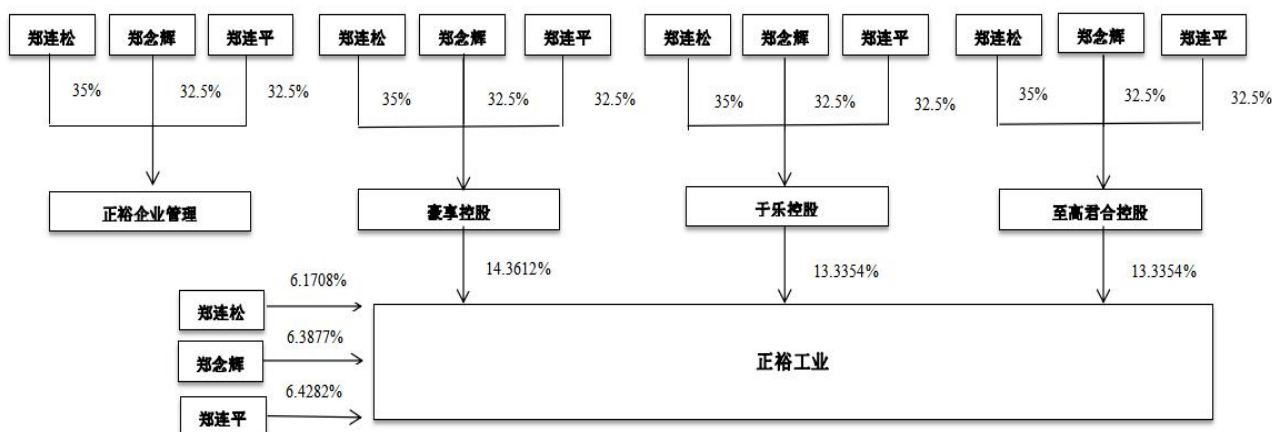 郑连松 郑念辉 郑连平 郑连松 郑念辉 郑连平 郑连松 郑念辉 郑连平 郑连松 郑念辉 郑连平
35% 32.5% 32.5% 35% 32.5% 32.5% 35% 32.5% 32.5% 35% 32.5% 32.5%
正裕企业管理 豪享控股 于乐控股 至高君合控股
14.3612% 13.3354% 13.3354%
6.1708%
郑连松
6.3877%
郑念辉
正裕工业
6.4282%
郑连平